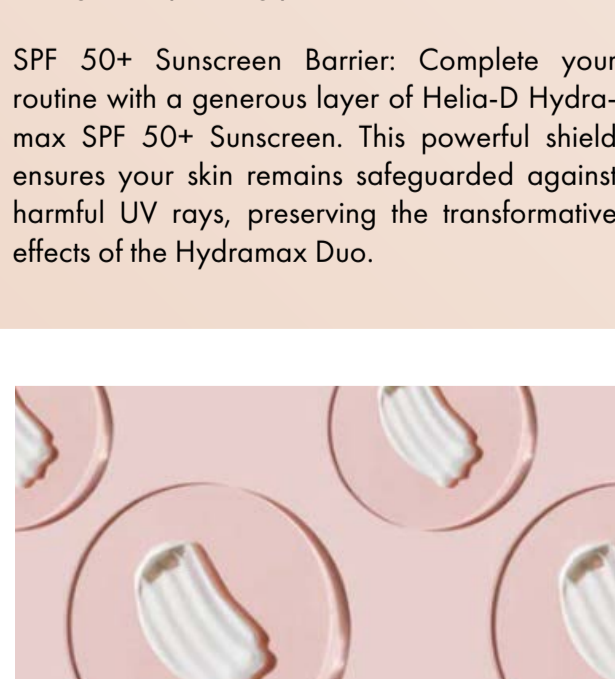 SPF 50+ Sunscreen Barrier: Complete your
routine with a generous layer of Helia-D Hydra-
max SPF 50+ Sunscreen. This powerful shield
ensures your skin remains safeguarded against
harmful UV rays, preserving the transformative
effects of the Hydramax Duo.